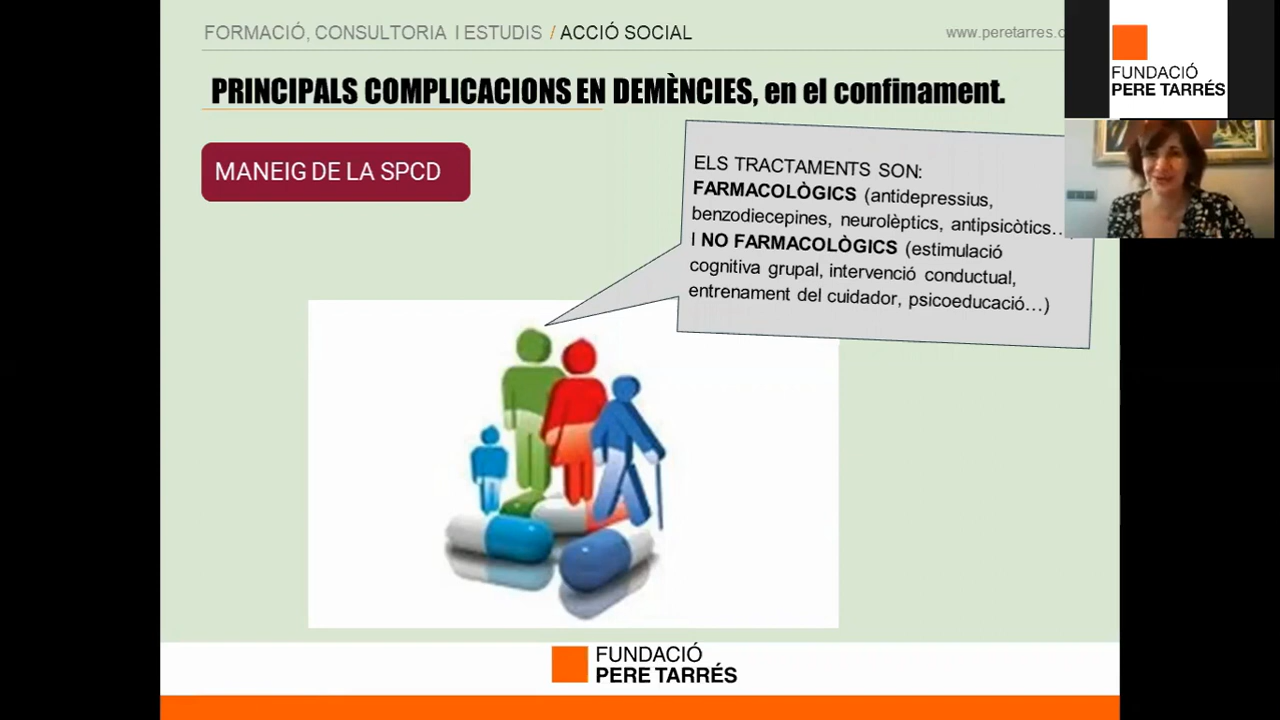 FORMACIÓ, CONSULTORIA I ESTUDIS / ACCIÓ SOCIAL
www.peretarres.
FUNDACIÓ
PERE TARRÉS
PRINCIPALS COMPLICACIONS EN DEMÈNCIES, en el confinament.
MANEIG DE LA SPCD
ELS TRACTAMENTS SON:
FARMACOLÒGICS (antidepressius,
benzodiecepines, neurolèptics, antipsicòtics...
I NO FARMACOLÒGICS (estimulació
cognitiva grupal, intervenció conductual,
entrenament del cuidador, psicoeducació...)
FUNDACIÓ
PERE TARRÉS